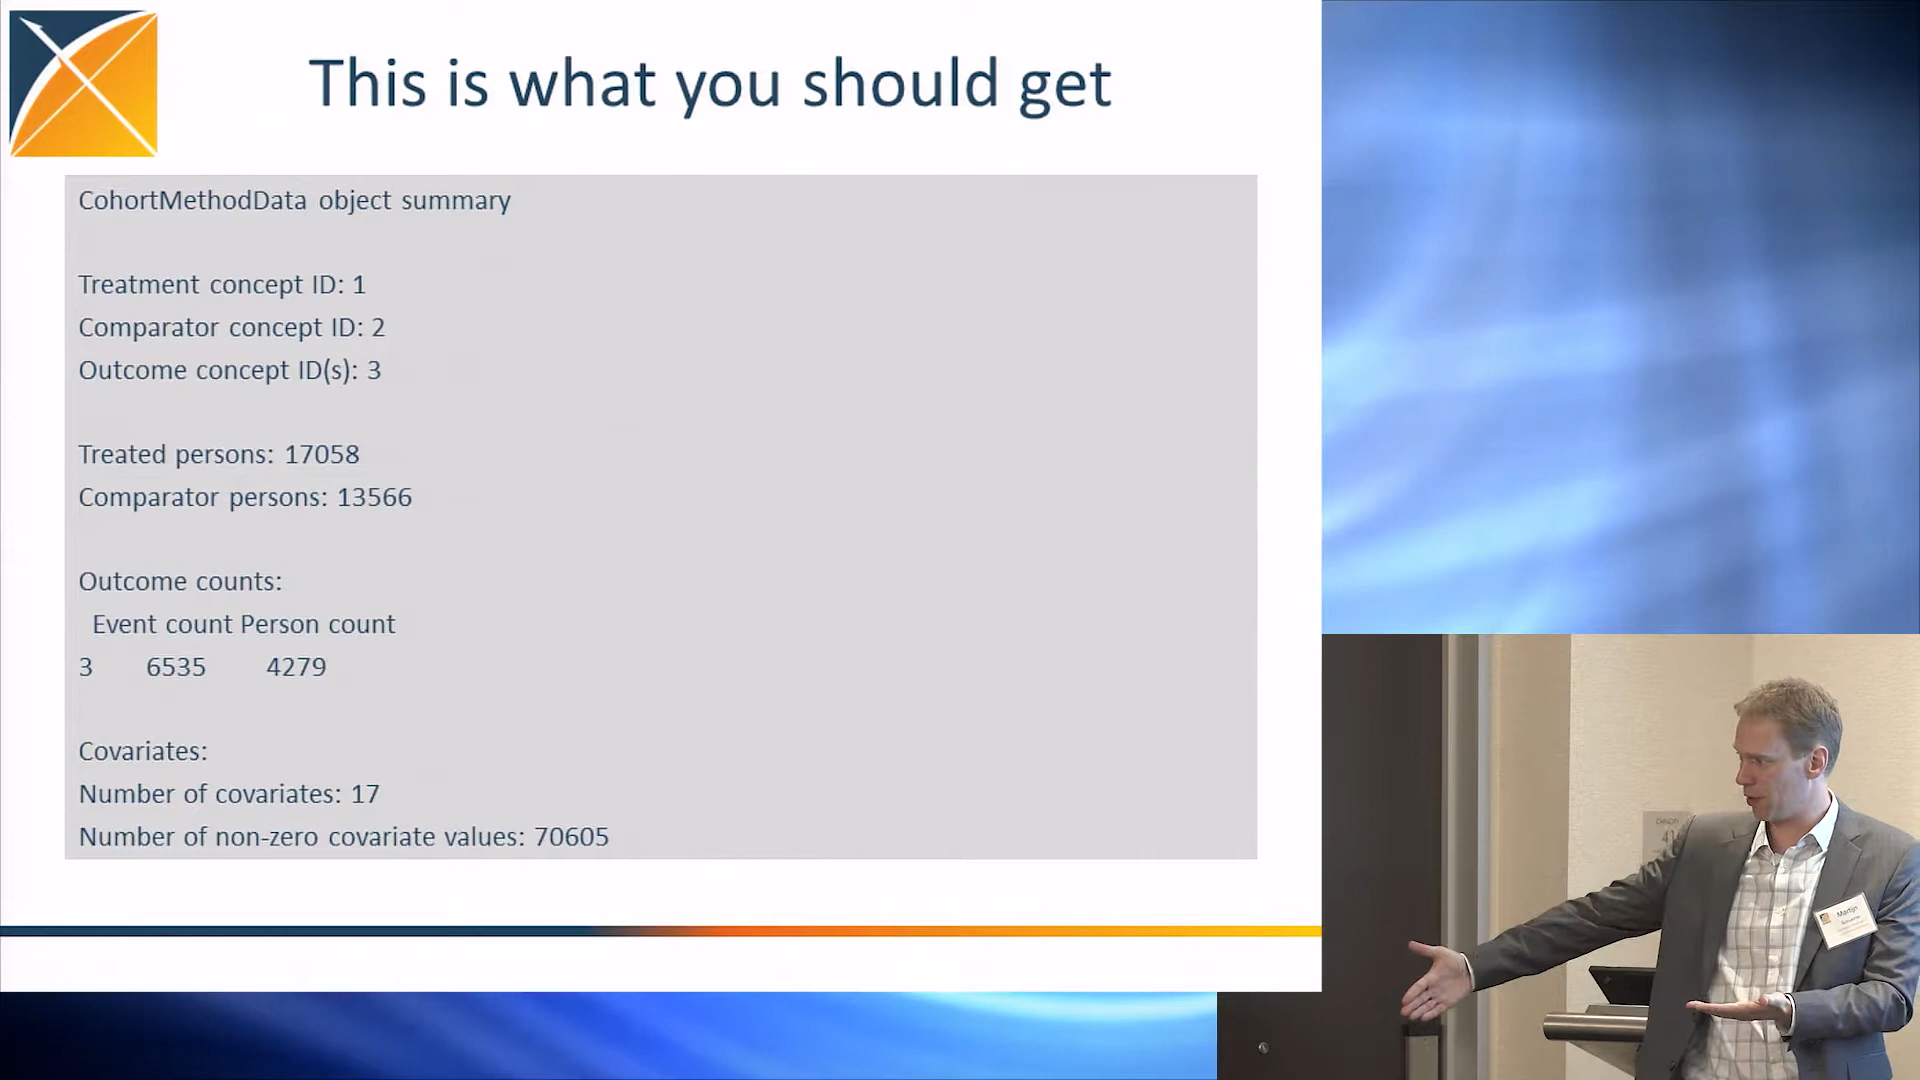 This is what you should get
CohortMethodData object summary
Treatment concept ID: 1
Comparator concept ID: 2
Outcome concept ID(s): 3
Treated persons: 17058
Comparator persons: 13566
Outcome counts:
Event count Person count
3 6535 4279
Covariates:
Number of covariates: 17
Number of non-zero covariate values: 70605
Martijn